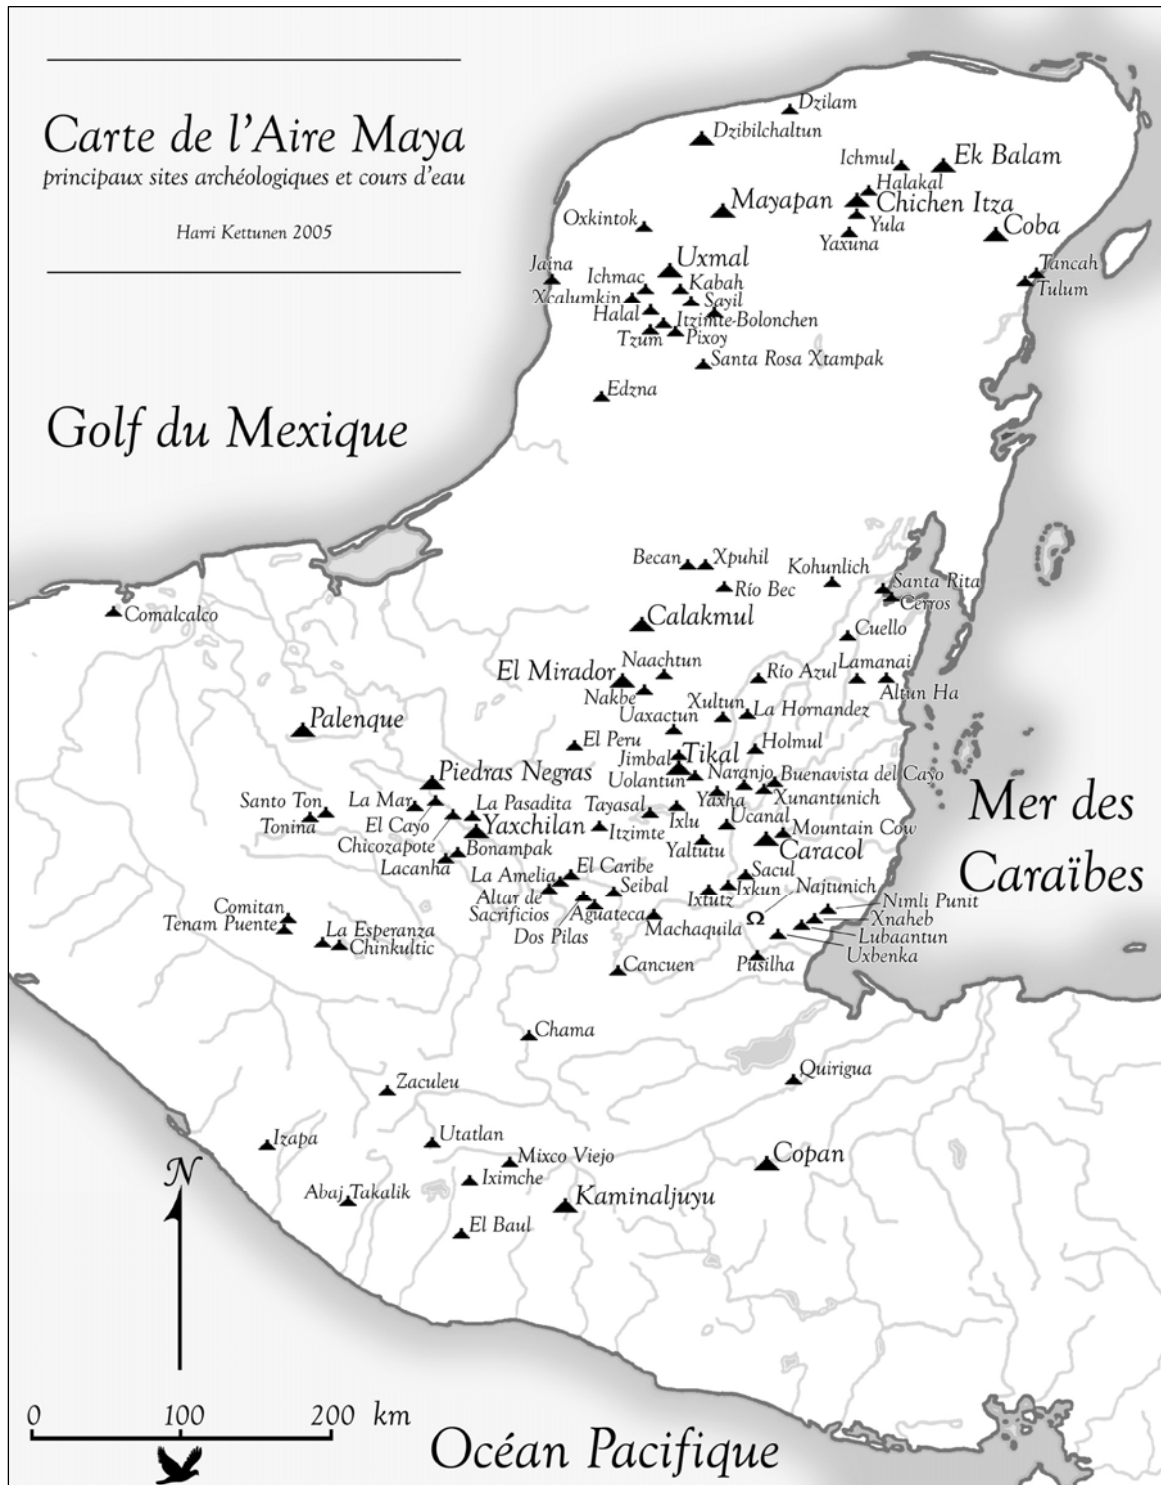 Carte de l'Aire Maya
principaux sites archéologiques et cours d'eau
Harri Kettunen 2005
Dzilam
Dzibilchaltun
Ichmul
Ek Balam
Halakal
Mayapan
Chichen Itza
Oxkintok
Yula
Coba
Yaxuna
Uxmal
Jaina
Tancah
Ichmac
Kabah
Tulum
Xcalumkin
Sayil
Halal
Itzimte-Bolonchen
Tzum
Pixoy
Santa Rosa Xtampak
Edzna
Golf du Mexique
Becan
Xpuhil
Kohunlich
Río Bec
Santa Rita
Cerros
Comalcalco
Calakmul
Cuello
Naachtun
El Mirador
Río Azul
Lamanai
Nakbe
Altun Ha
Xultun
La Hornandez
Palenque
Uaxactun
El Peru
Holmul
Jimbal
Tikal
Piedras Negras
Uolantun
Naranjo
Buenavista del Cayo
Mer des
Caraïbes
Santo Ton
La Mar
La Pasadita
Tayasal
Yaxha
Xunantunich
Tonina
El Cayo
Yaxchilan
Ixlu
Ucanal
Chicozapote
Itzimte
Mountain Cow
Bonampak
Yaltutu
Caracol
Lacanha
El Caribe
Sacul
La Amelia
Seibal
Ixkun
Najtunich
Altar de
Sacrificios
Ixtutz
Aguateca
Nimli Punit
Comitan
Dos Pilas
Machaquila
Ω
Xnaheb
Tenam Puente
La Esperanza
Lubaantun
Chinkultic
Uxbenka
Cancuen
Pusilha
Chama
Quirigua
Zaculeu
Izapa
Utatlan
Mixco Viejo
Copan
N
Iximche
Abaj Takalik
Kaminaljuyu
El Baul
0 100 200 km
Océan Pacifique